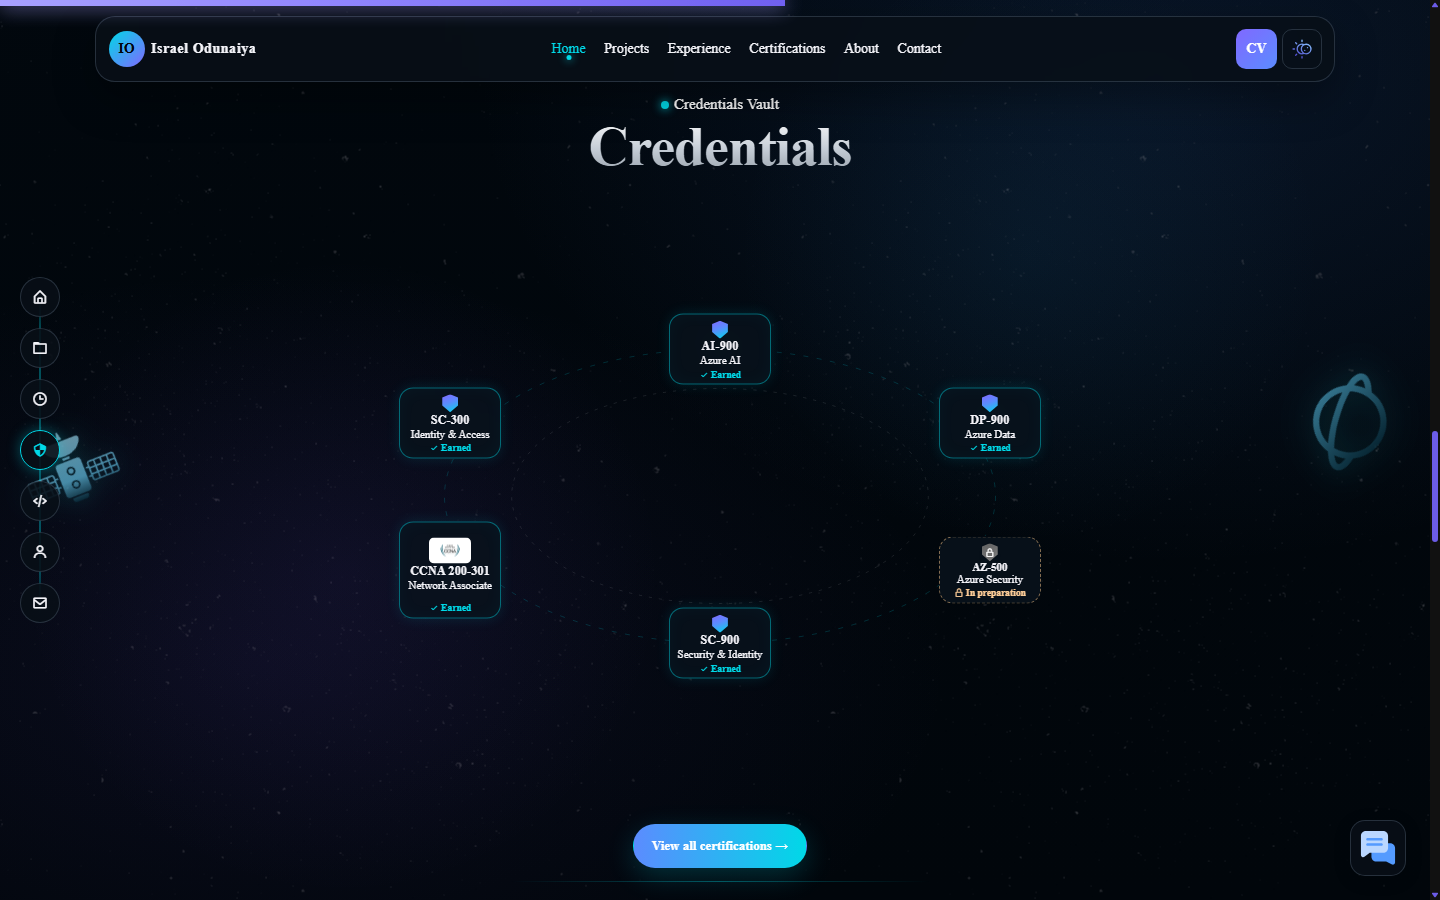 IO Israel Odunaiya
Home Projects Experience Certifications About Contact
CV
Credentials Vault
Credentials
AI-900
Azure AI
✓ Earned
SC-300
Identity & Access
✓ Earned
DP-900
Azure Data
✓ Earned
CCNA 200-301
Network Associate
✓ Earned
AZ-500
Azure Security
In preparation
SC-900
Security & Identity
✓ Earned
View all certifications →